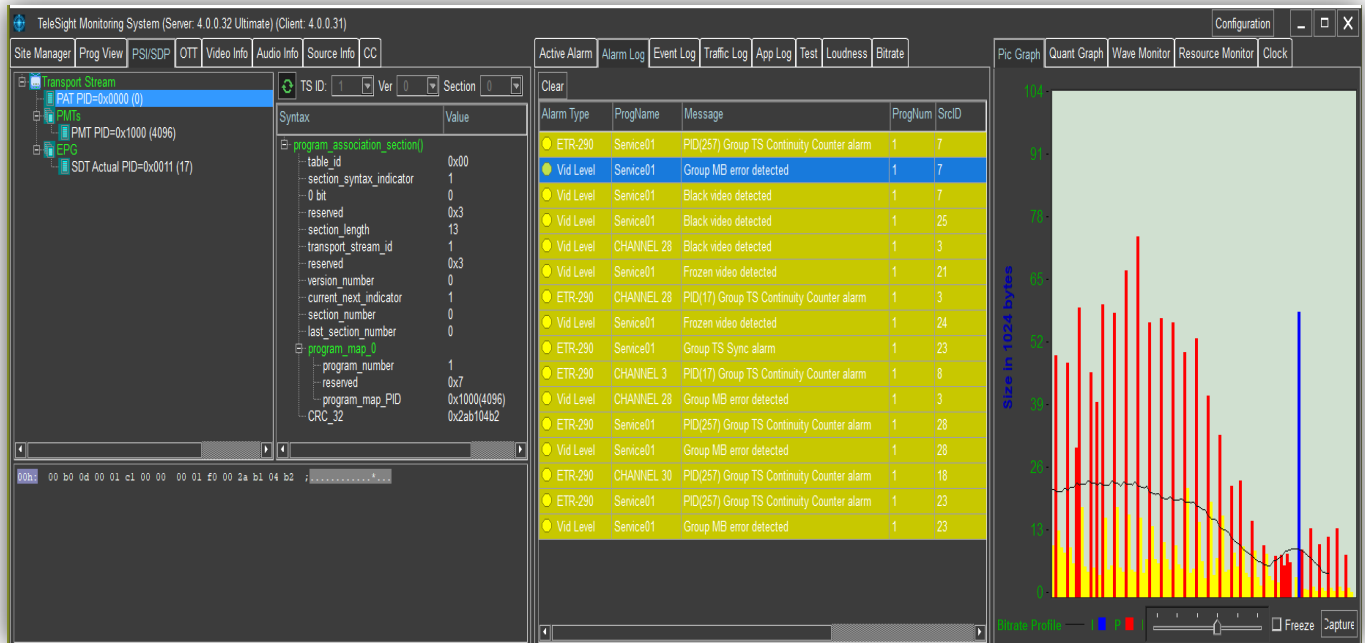 TeleSight Monitoring System (Server: 4.0.0.32 Ultimate) (Client: 4.0.0.31)
Configuration
Site Manager Prog View PSI/SDP OTT Video Info Audio Info Source Info CC
Transport Stream
PAT PID=0x0000 (0)
PMTs
PMT PID=0x1000 (4096)
EPG
SDT Actual PID=0x0011 (17)
TS ID: 1 Ver 0 Section 0
Syntax Value
program_association_section()
table_id 0x00
section_syntax_indicator 1
0 bit 0
reserved 0x3
section_length 13
transport_stream_id 1
reserved 0x3
version_number 0
current_next_indicator 1
section_number 0
last_section_number 0
program_map_0
program_number 1
reserved 0x7
program_map_PID 0x1000(4096)
CRC_32 0x2ab104b2
00h: 00 b0 0d 00 01 c1 00 00 00 01 f0 00 2a b1 04 b2 ;............*...
Active Alarm Alarm Log Event Log Traffic Log App Log Test Loudness Bitrate
Clear
Alarm Type ProgName Message ProgNum SrcID
ETR-290 Service01 PID(257) Group TS Continuity Counter alarm 1 7
Vid Level Service01 Group MB error detected 1 7
Vid Level Service01 Black video detected 1 7
Vid Level Service01 Black video detected 1 25
Vid Level CHANNEL 28 Black video detected 1 3
Vid Level Service01 Frozen video detected 1 21
ETR-290 CHANNEL 28 PID(17) Group TS Continuity Counter alarm 1 3
Vid Level Service01 Frozen video detected 1 24
ETR-290 Service01 Group TS Sync alarm 1 23
ETR-290 CHANNEL 3 PID(17) Group TS Continuity Counter alarm 1 8
Vid Level CHANNEL 28 Group MB error detected 1 3
ETR-290 Service01 PID(257) Group TS Continuity Counter alarm 1 28
Vid Level Service01 Group MB error detected 1 28
ETR-290 CHANNEL 30 PID(257) Group TS Continuity Counter alarm 1 18
ETR-290 Service01 PID(257) Group TS Continuity Counter alarm 1 23
Vid Level Service01 Group MB error detected 1 23
Pic Graph Quant Graph Wave Monitor Resource Monitor Clock
104
91
78
65
52
39
26
13
0
Size in 1024 bytes
Bitrate Profile I P
Freeze Capture